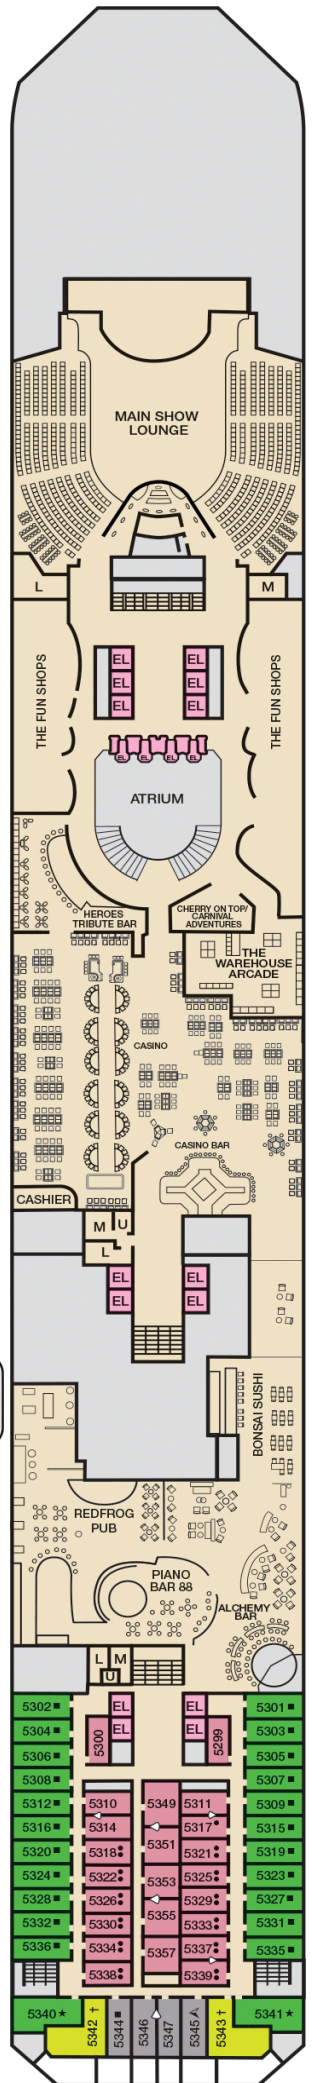 MAIN SHOW
LOUNGE
L
M
THE FUN SHOPS
THE FUN SHOPS
EL EL
EL EL
EL EL
EL EL EL EL
ATRIUM
HEROES
TRIBUTE BAR
CHERRY ON TOP/
CARNIVAL
ADVENTURES
THE
WAREHOUSE
ARCADE
CASINO
CASINO BAR
CASHIER
M U
L
EL EL
EL EL
BONSAI SUSHI
REDFROG
PUB
PIANO
BAR 88
ALCHEMY
BAR
L M
U
5302 EL EL 5301
5304 5300 EL EL 5299 5303
5306 5305
5308 5307
5312 5310 5349 5311 5309
5316 5314 5317 5315
5320 5318 5351 5321 5319
5324 5322 5353 5325 5323
5328 5326 5329 5327
5332 5330 5355 5333 5331
5336 5334 5357 5337 5335
5338 5339
5340 5342 5344 5346 5347 5345 5343 5341